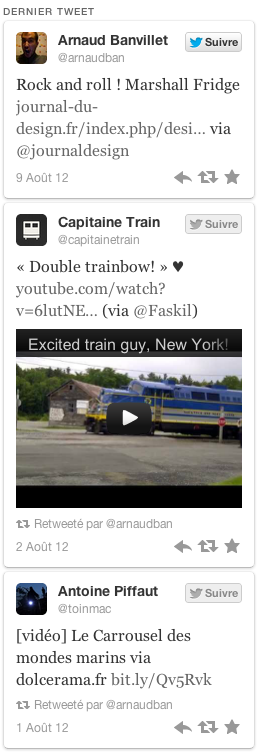 DERNIER TWEET
Arnaud Banvillet
Suivre
@arnaudban
Rock and roll ! Marshall Fridge
journal-du-
design.fr/index.php/desi... via
@journaldesign
9 Août 12
Capitaine Train
Suivre
@capitainetrain
« Double trainbow! » ♥
youtube.com/watch?
v=6lutNE... (via @Faskil)
Excited train guy, New York!
Retweeté par @arnaudban
2 Août 12
Antoine Piffaut
Suivre
@toinmac
[vidéo] Le Carrousel des
mondes marins via
dolcerama.fr bit.ly/Qv5Rvk
Retweeté par @arnaudban
1 Août 12